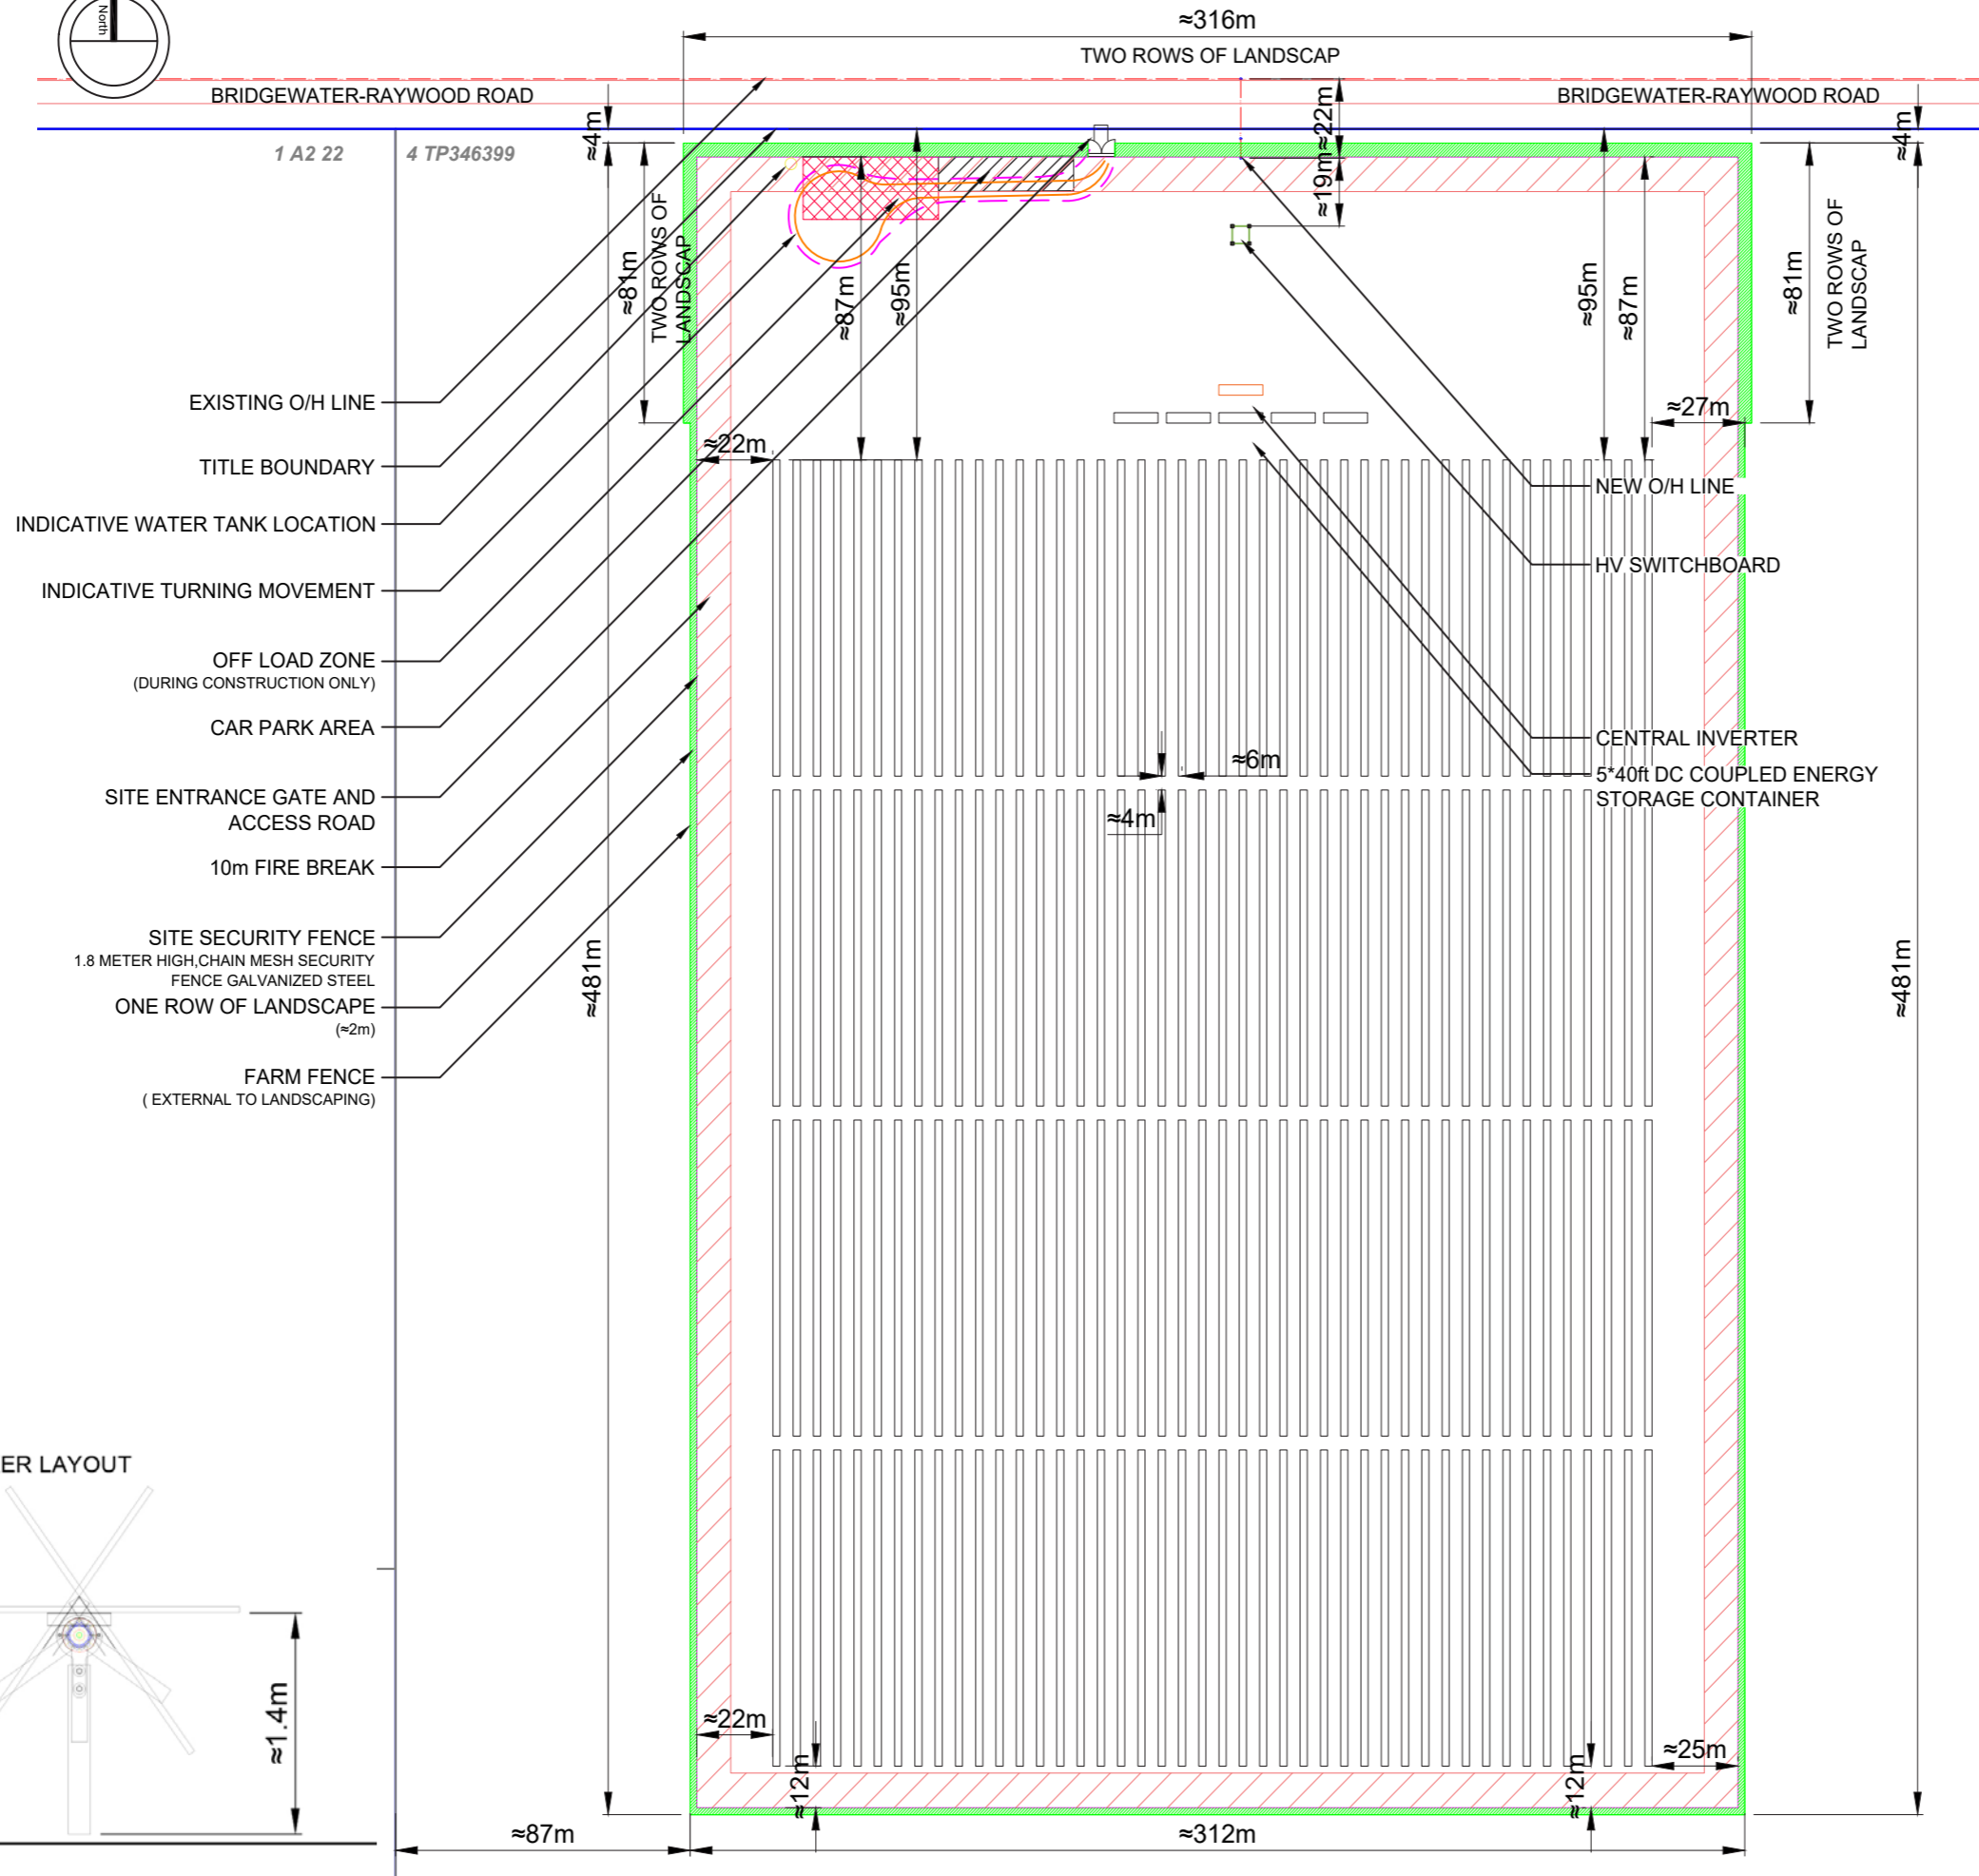 North
≈316m
TWO ROWS OF LANDSCAP
BRIDGEWATER-RAYWOOD ROAD
BRIDGEWATER-RAYWOOD ROAD
1 A2 22
4 TP346399
≈4m
≈22m
≈4m
≈19m
≈81m
TWO ROWS OF
LANDSCAP
≈87m
≈95m
≈95m
≈87m
≈81m
TWO ROWS OF
LANDSCAP
≈22m
≈27m
EXISTING O/H LINE
TITLE BOUNDARY
INDICATIVE WATER TANK LOCATION
INDICATIVE TURNING MOVEMENT
OFF LOAD ZONE
(DURING CONSTRUCTION ONLY)
CAR PARK AREA
SITE ENTRANCE GATE AND
ACCESS ROAD
10m FIRE BREAK
SITE SECURITY FENCE
1.8 METER HIGH,CHAIN MESH SECURITY
FENCE GALVANIZED STEEL
ONE ROW OF LANDSCAPE
(≈2m)
FARM FENCE
( EXTERNAL TO LANDSCAPING)
NEW O/H LINE
HV SWITCHBOARD
CENTRAL INVERTER
5*40ft DC COUPLED ENERGY
STORAGE CONTAINER
≈6m
≈4m
≈481m
≈481m
ER LAYOUT
≈1.4m
≈22m
≈12m
≈12m
≈25m
≈87m
≈312m